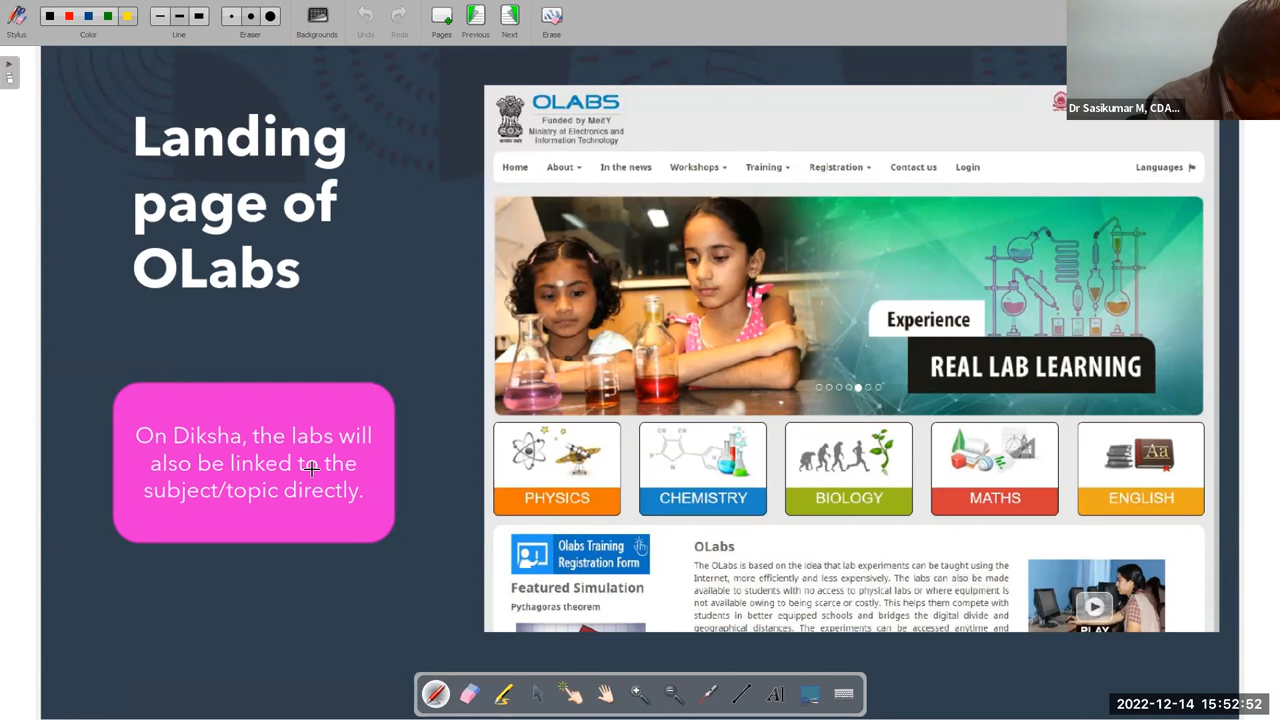 Stylus
Color
Line
Eraser
Backgrounds
Undo
Redo
Pages
Previous
Next
Erase
Dr Sasikumar M, CDA...
Landing
page of
OLabs
On Diksha, the labs will
also be linked to the
subject/topic directly.
OLABS
Funded by MeitY
Ministry of Electronics and
Information Technology
Home
About
In the news
Workshops
Training
Registration
Contact us
Login
Languages
Experience
REAL LAB LEARNING
PHYSICS
CHEMISTRY
BIOLOGY
MATHS
Aa
ENGLISH
Olabs Training
Registration Form
Featured Simulation
Pythagoras theorem
OLabs
The OLabs is based on the idea that lab experiments can be taught using the
Internet, more efficiently and less expensively. The labs can also be made
available to students with no access to physical labs or where equipment is
not available owing to being scarce or costly. This helps them compete with
students in better equipped schools and bridges the digital divide and
geographical distances. The experiments can be accessed anytime and
PLAY
AI
2022-12-14 15:52:52